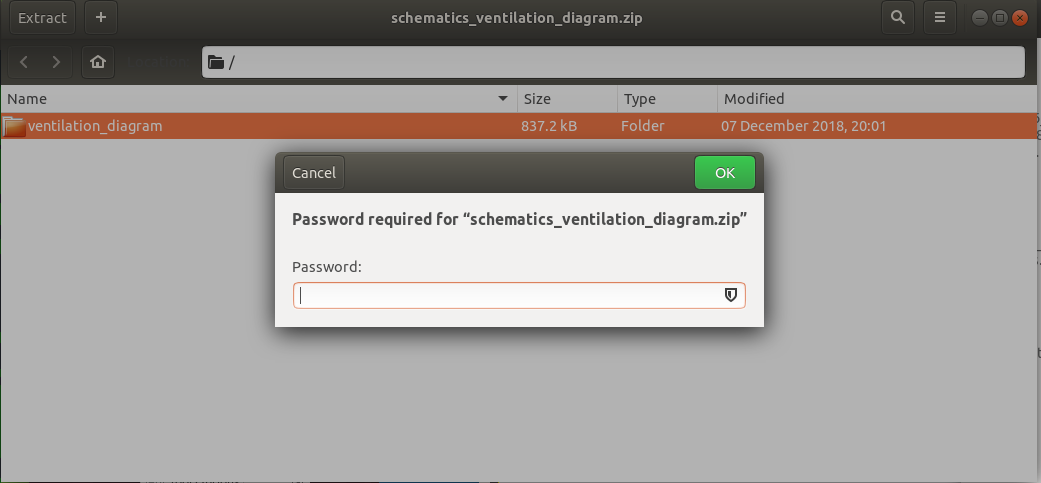 Extract + schematics_ventilation_diagram.zip
/
Name Size Type Modified
ventilation_diagram 837.2 kB Folder 07 December 2018, 20:01
Cancel OK
Password required for “schematics_ventilation_diagram.zip”
Password: